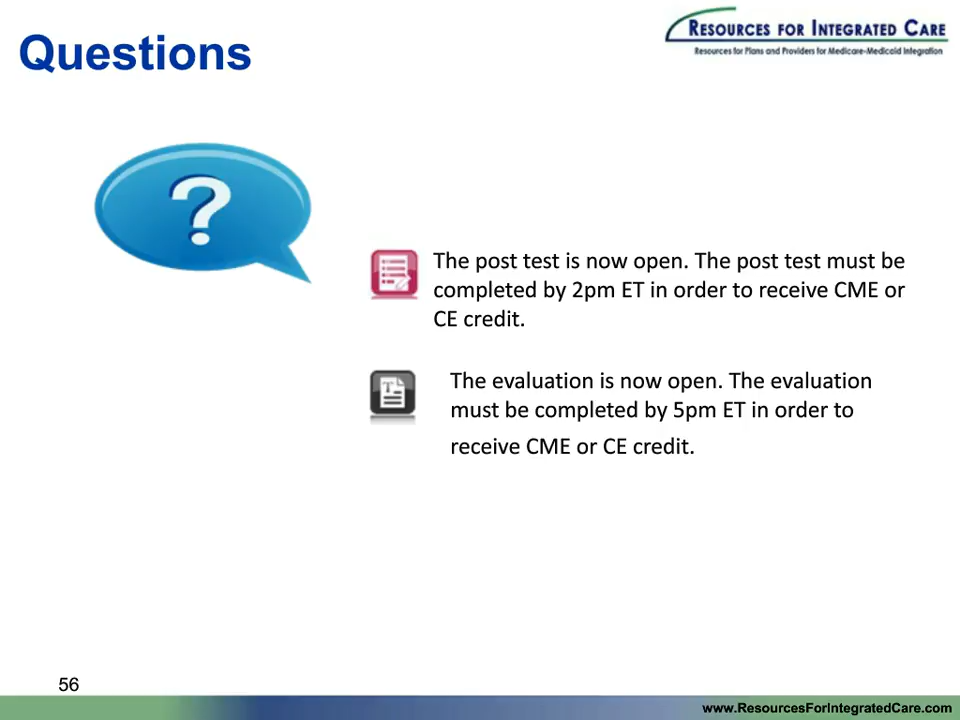 Questions
RESOURCES FOR INTEGRATED CARE
Resources for Plans and Providers for Medicare-Medicaid Integration
?
The post test is now open. The post test must be
completed by 2pm ET in order to receive CME or
CE credit.
The evaluation is now open. The evaluation
must be completed by 5pm ET in order to
receive CME or CE credit.
56
www.ResourcesForIntegratedCare.com